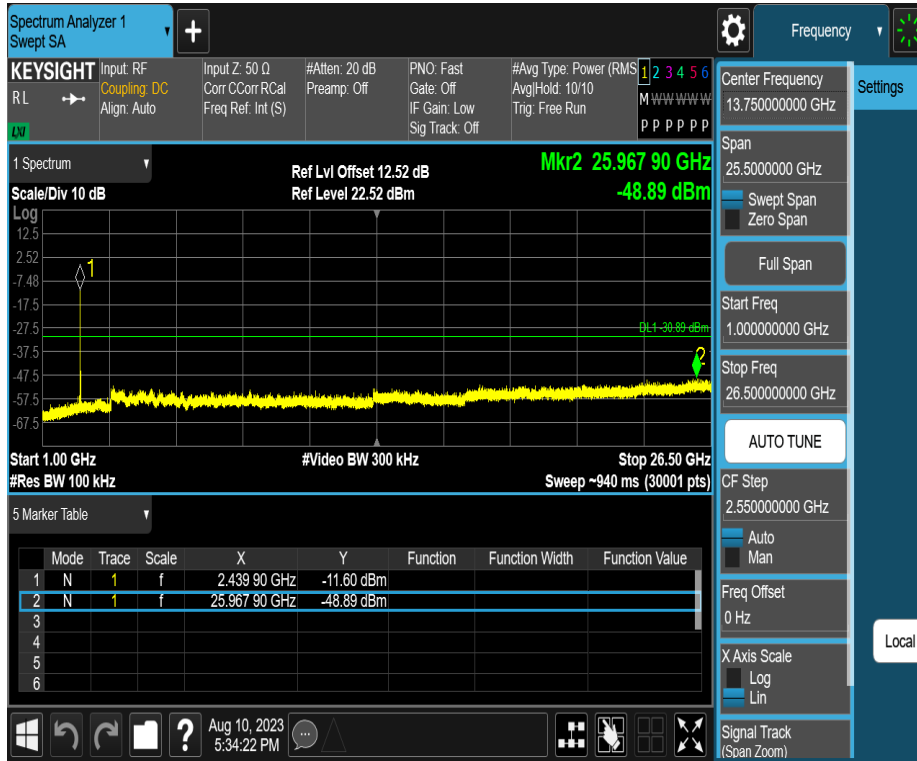 Spectrum Analyzer 1
Swept SA
+
Frequency
KEYSIGHT
RL
LXI
Input: RF
Coupling: DC
Align: Auto
Input Z: 50 Ω
Corr CCorr RCal
Freq Ref: Int (S)
#Atten: 20 dB
Preamp: Off
PNO: Fast
Gate: Off
IF Gain: Low
Sig Track: Off
#Avg Type: Power (RMS
Avg|Hold: 10/10
Trig: Free Run
1 2 3 4 5 6
M W W W W W
P P P P P P
1 Spectrum
Scale/Div 10 dB
Ref Lvl Offset 12.52 dB
Ref Level 22.52 dBm
Mkr2 25.967 90 GHz
-48.89 dBm
Log
12.5
2.52
-7.48
-17.5
-27.5
-37.5
-47.5
-57.5
-67.5
1
DL1 -30.89 dBm
2
Start 1.00 GHz
#Video BW 300 kHz
Stop 26.50 GHz
#Res BW 100 kHz
Sweep ~940 ms (30001 pts)
5 Marker Table
Mode Trace Scale X Y Function Function Width Function Value
1 N 1 f 2.439 90 GHz -11.60 dBm
2 N 1 f 25.967 90 GHz -48.89 dBm
3
4
5
6
?
Aug 10, 2023
5:34:22 PM
Center Frequency
13.750000000 GHz
Span
25.5000000 GHz
Swept Span
Zero Span
Full Span
Start Freq
1.000000000 GHz
Stop Freq
26.500000000 GHz
AUTO TUNE
CF Step
2.550000000 GHz
Auto
Man
Freq Offset
0 Hz
X Axis Scale
Log
Lin
Signal Track
(Span Zoom)
Settings
Local